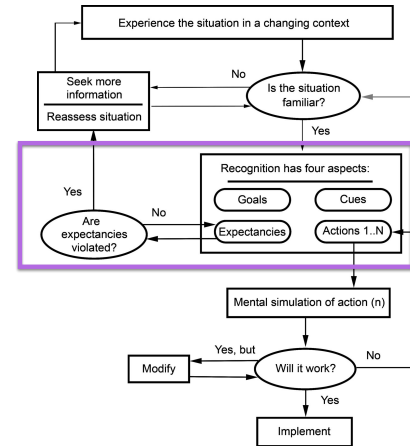 Experience the situation in a changing context
Seek more
information
Reassess situation
No
Is the situation
familiar?
Yes
Recognition has four aspects:
Goals
Cues
Expectancies
Actions 1..N
Yes
No
Are
expectancies
violated?
Mental simulation of action (n)
Yes, but
Modify
Will it work?
No
Yes
Implement